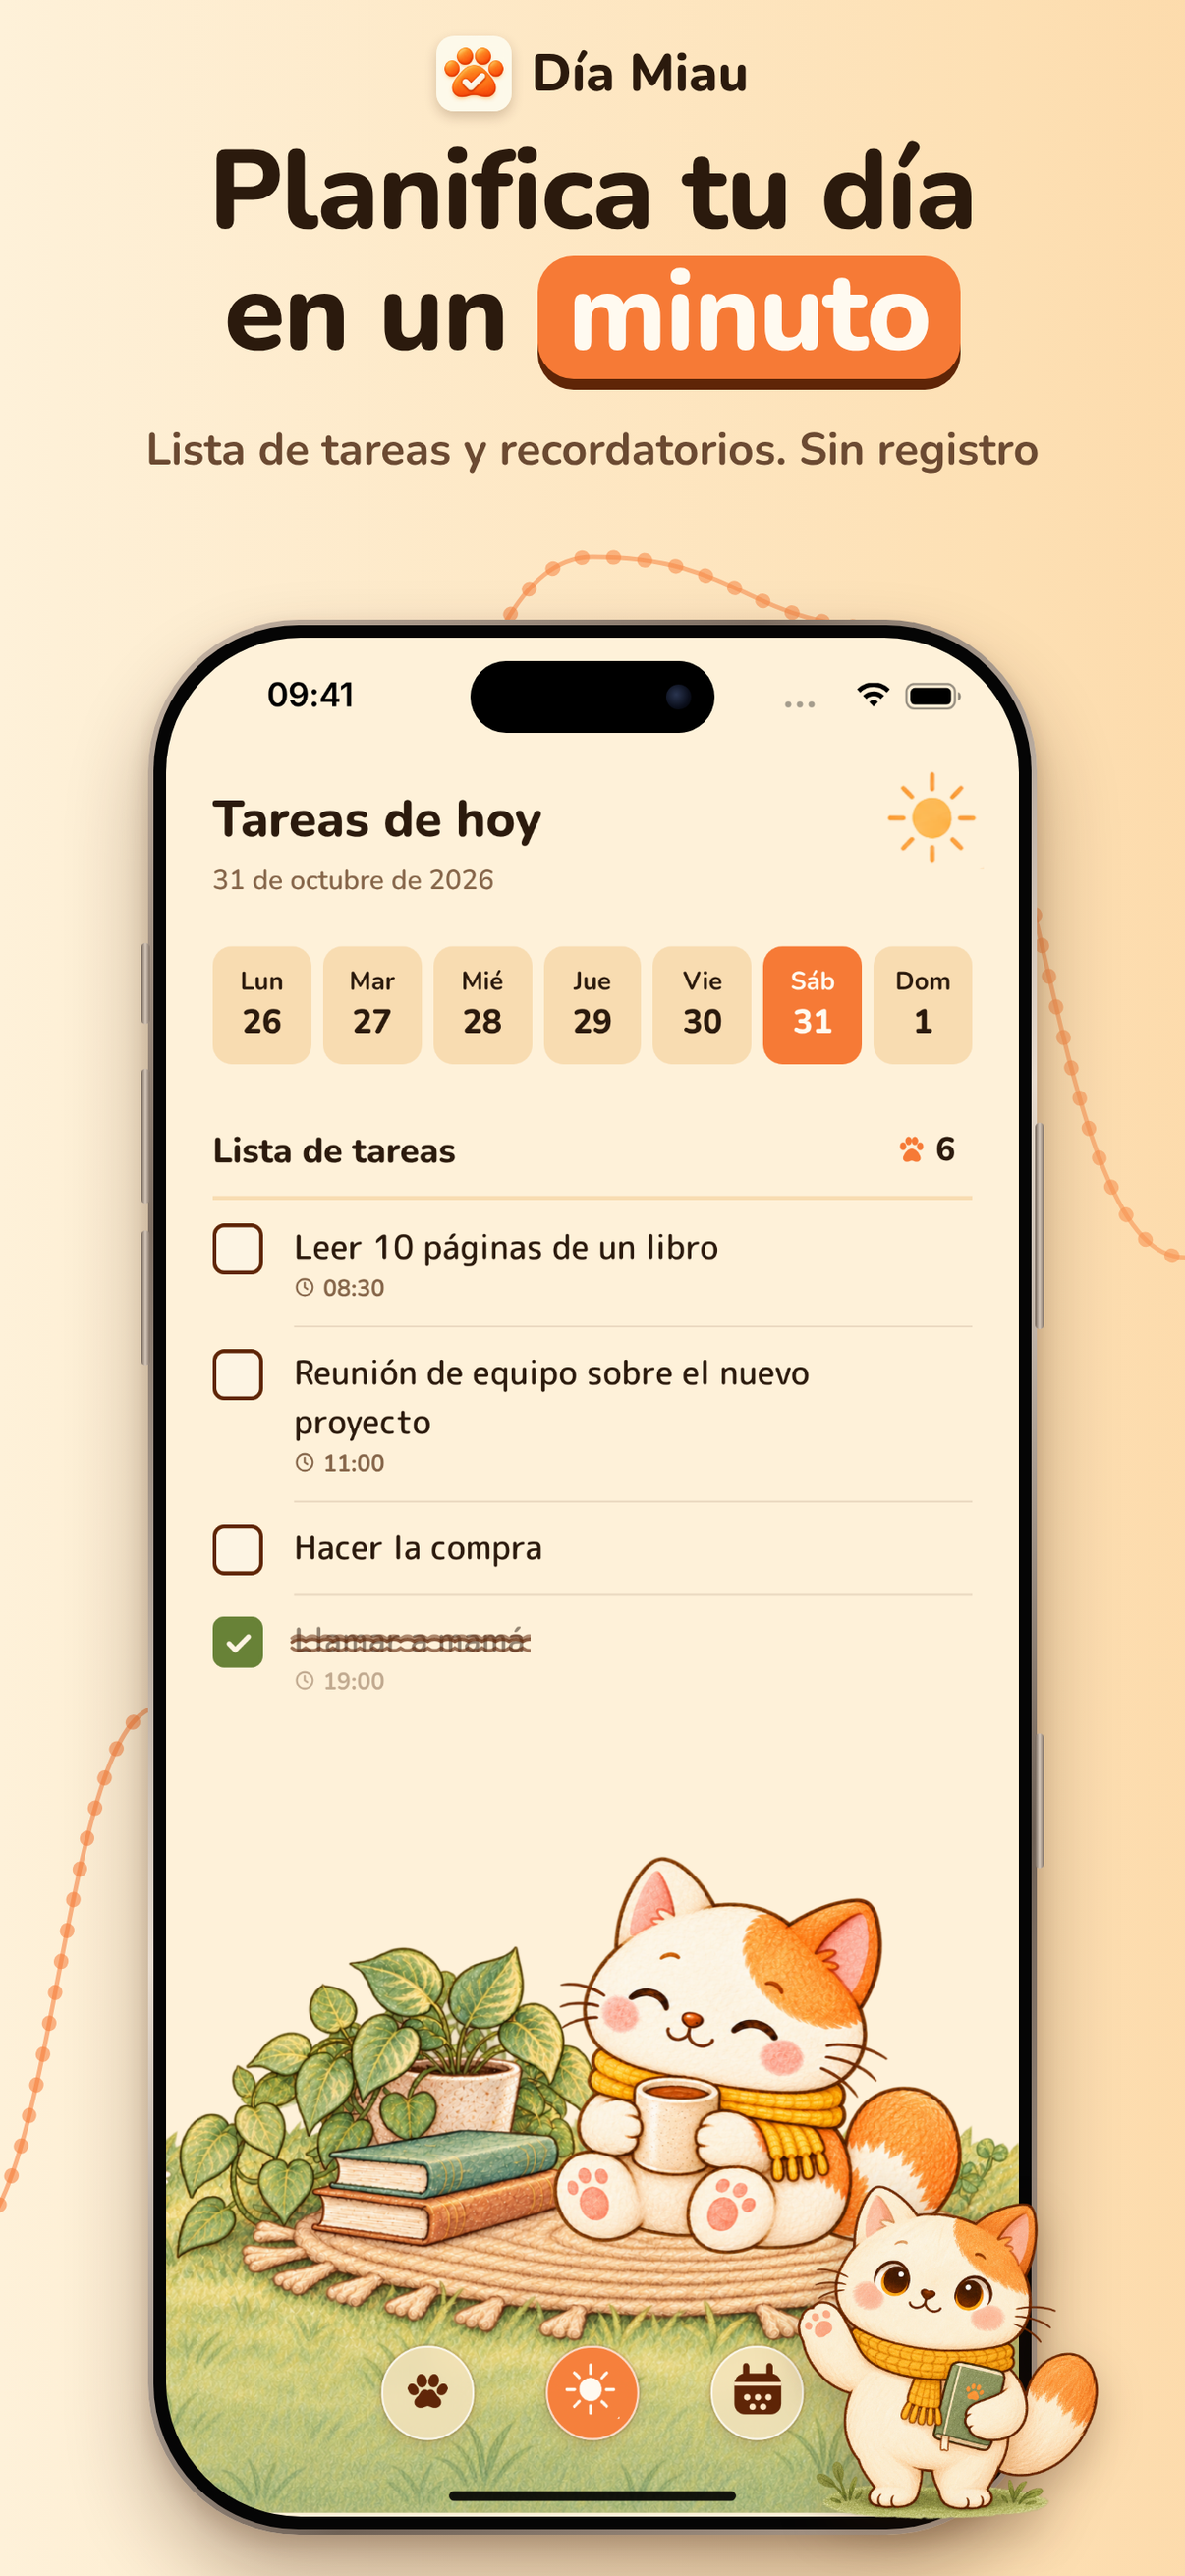 Día Miau
Planifica tu día
en un minuto
Lista de tareas y recordatorios. Sin registro
09:41
Tareas de hoy
31 de octubre de 2026
Lun Mar Mié Jue Vie Sáb Dom
26 27 28 29 30 31 1
Lista de tareas 6
Leer 10 páginas de un libro
08:30
Reunión de equipo sobre el nuevo
proyecto
11:00
Hacer la compra
Llamar a mamá
19:00